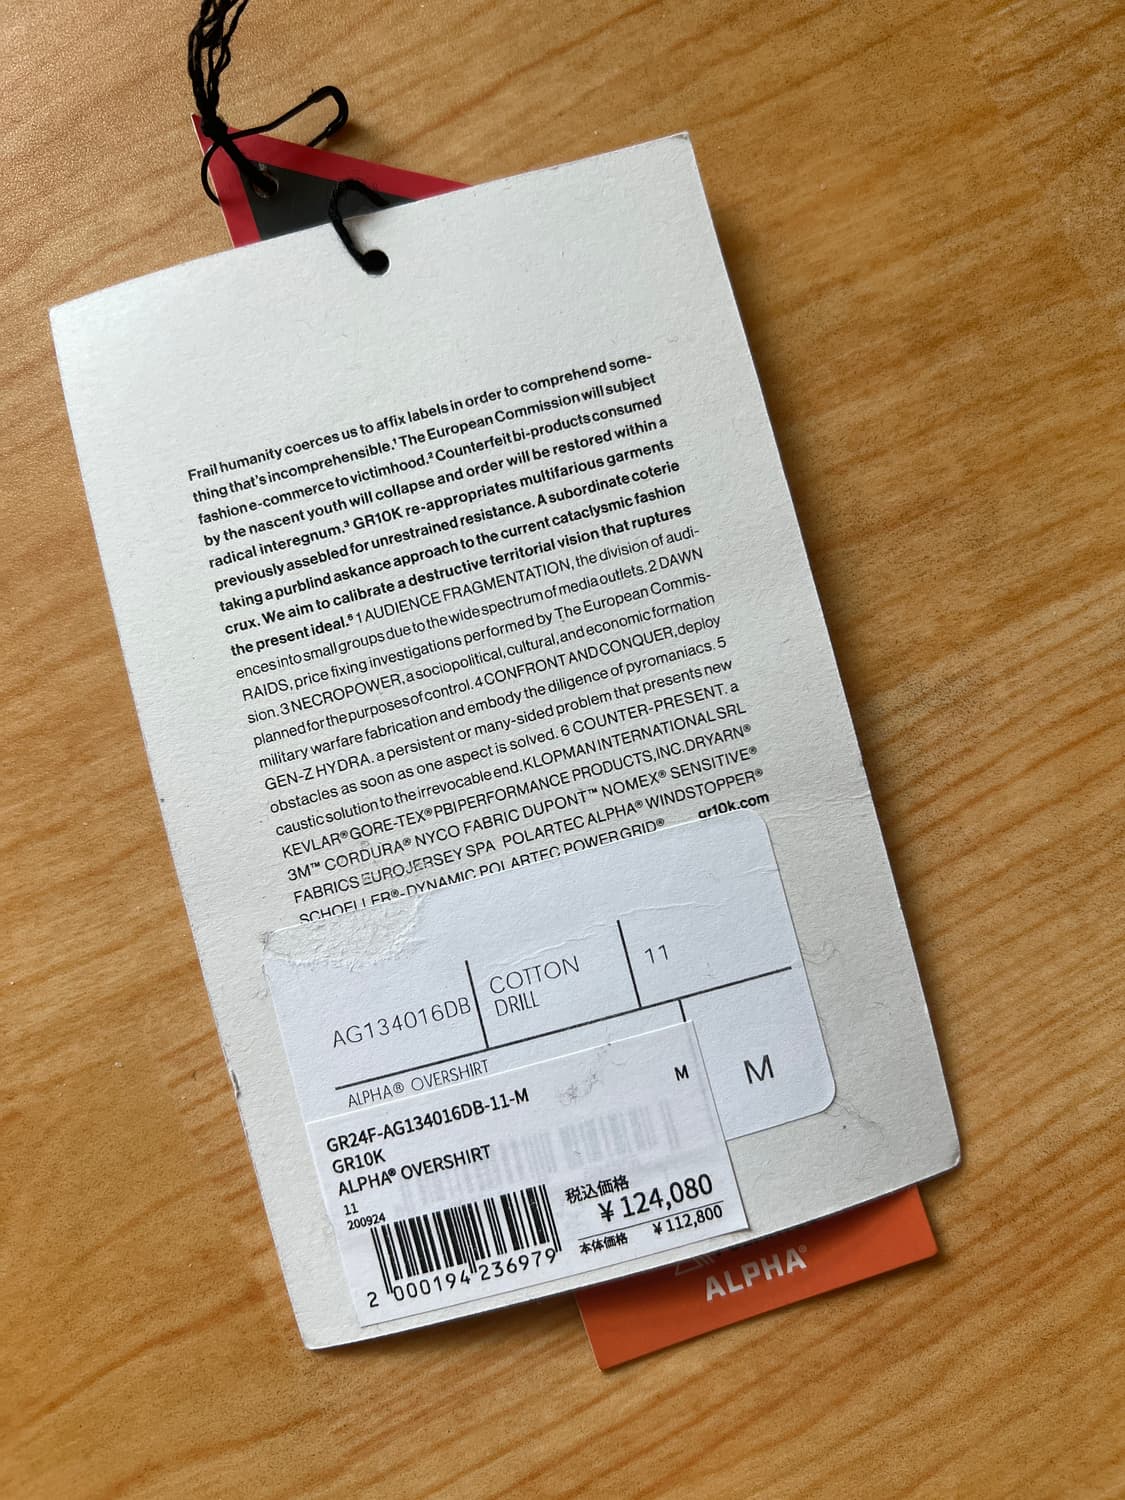 Frail humanity coerces us to affix labels in order to comprehend some-
thing that's incomprehensible.¹ The European Commission will subject
fashion e-commerce to victimhood.² Counterfeit bi-products consumed
by the nascent youth will collapse and order will be restored within a
radical interegnum.³ GR10K re-appropriates multifarious garments
previously assebled for unrestrained resistance. A subordinate coterie
taking a purblind askance approach to the current cataclysmic fashion
crux. We aim to calibrate a destructive territorial vision that ruptures
the present ideal.⁶ 1 AUDIENCE FRAGMENTATION, the division of audi-
ences into small groups due to the wide spectrum of media outlets. 2 DAWN
RAIDS, price fixing investigations performed by The European Commis-
sion. 3 NECROPOWER, a sociopolitical, cultural, and economic formation
planned for the purposes of control. 4 CONFRONT AND CONQUER, deploy
military warfare fabrication and embody the diligence of pyromaniacs. 5
GEN-Z HYDRA. a persistent or many-sided problem that presents new
obstacles as soon as one aspect is solved. 6 COUNTER-PRESENT. a
caustic solution to the irrevocable end. KLOPMAN INTERNATIONAL SRL
KEVLAR® GORE-TEX® PBI PERFORMANCE PRODUCTS, INC. DRYARN®
3M™ CORDURA® NYCO FABRIC DUPONT™ NOMEX® SENSITIVE®
FABRICS EUROJERSEY SPA POLARTEC ALPHA® WINDSTOPPER®
SCHOELLER®-DYNAMIC POLARTEC POWER GRID®
gr10k.com
AG134016DB
COTTON
DRILL
11
ALPHA® OVERSHIRT
M
GR24F-AG134016DB-11-M
M
GR10K
ALPHA® OVERSHIRT
11
200924
税込価格
¥124,080
本体価格 ¥112,800
2 000194 236979
ALPHA®